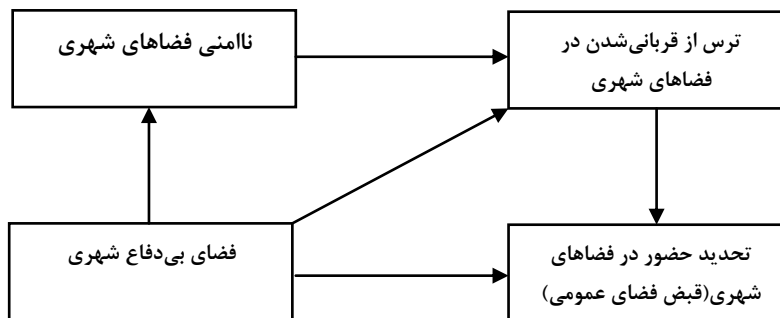 ناامنی فضاهای شهری
ترس از قربانی‌شدن در
فضاهای شهری
فضای بی‌دفاع شهری
تحدید حضور در فضاهای
شهری(قبض فضای عمومی)